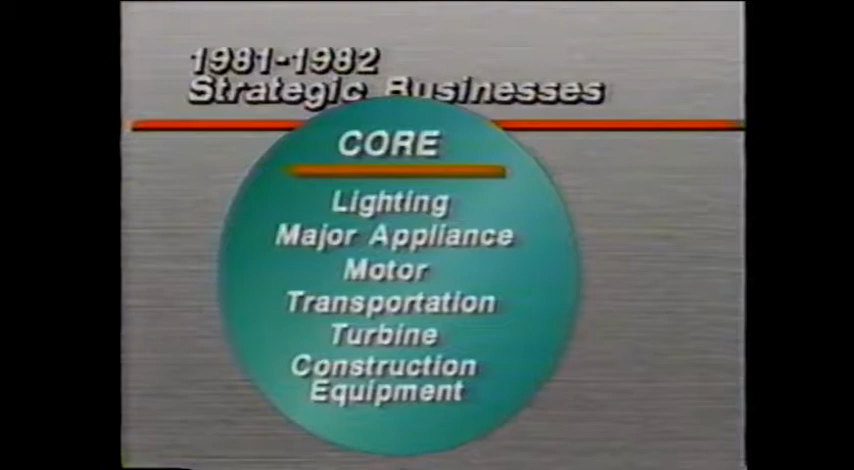 1981-1982
Strategic Businesses
CORE
Lighting
Major Appliance
Motor
Transportation
Turbine
Construction
Equipment